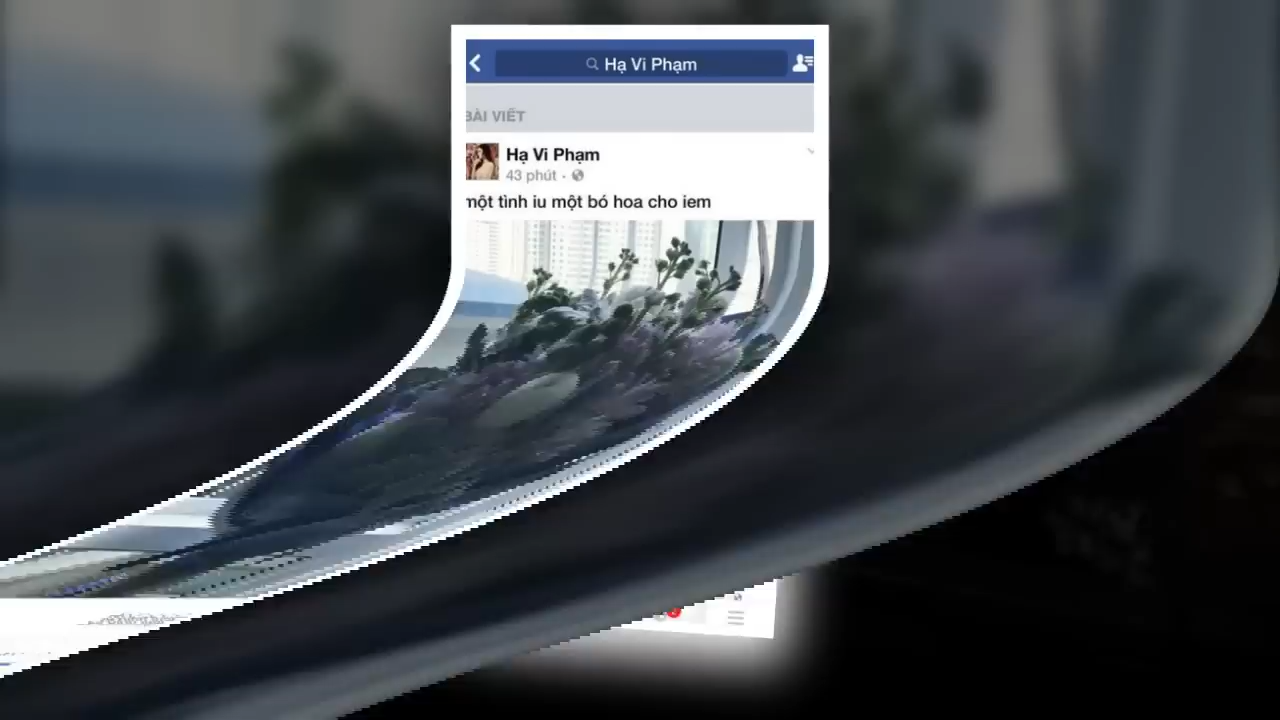 Hạ Vi Phạm
BÀI VIẾT
Hạ Vi Phạm
43 phút
một tình iu một bó hoa cho iem